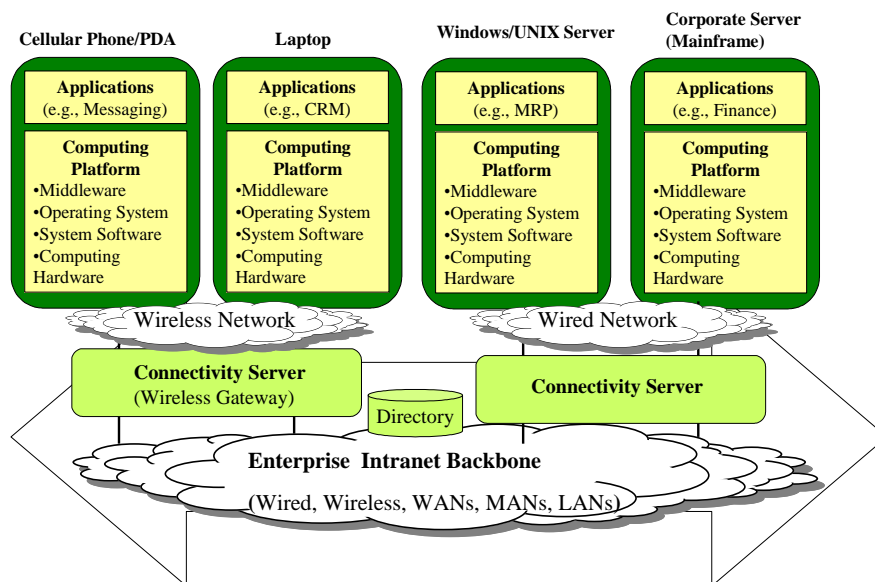 Cellular Phone/PDA
Applications
(e.g., Messaging)
Computing
Platform
•Middleware
•Operating System
•System Software
•Computing
Hardware
Laptop
Applications
(e.g., CRM)
Computing
Platform
•Middleware
•Operating System
•System Software
•Computing
Hardware
Windows/UNIX Server
Applications
(e.g., MRP)
Computing
Platform
•Middleware
•Operating System
•System Software
•Computing
Hardware
Corporate Server
(Mainframe)
Applications
(e.g., Finance)
Computing
Platform
•Middleware
•Operating System
•System Software
•Computing
Hardware
Wireless Network
Wired Network
Connectivity Server
(Wireless Gateway)
Directory
Connectivity Server
Enterprise Intranet Backbone
(Wired, Wireless, WANs, MANs, LANs)